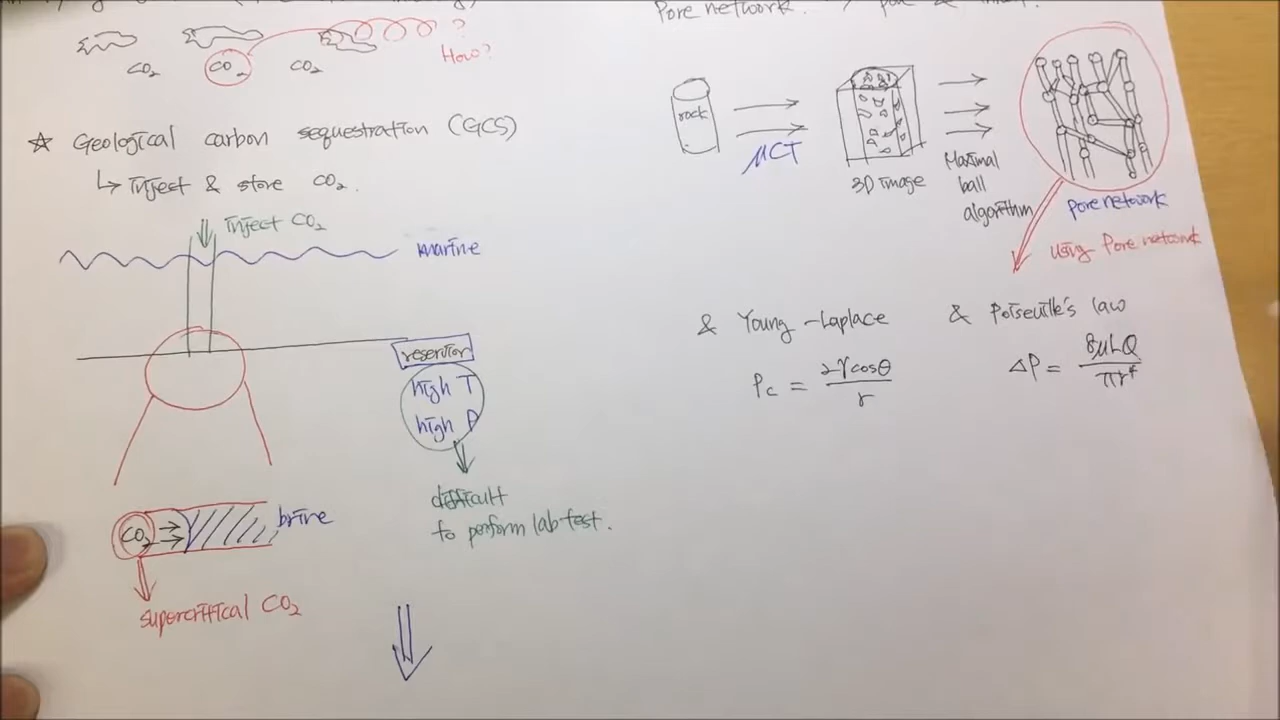 CO2 CO2 CO2
?
How?
☆ Geological carbon sequestration (GCS)
↳ inject & store CO2.
inject CO2
marine
reservior
high T
high P
difficult
to perform lab test.
CO2
brine
supercritical CO2
Pore network.
rock
μCT
3D image
Maximal
ball
algorithm
pore network
using Pore network
& Young-Laplace
Pc = 2γcosθ / r
& Poiseuille's law
ΔP = 8μLQ / πr⁴